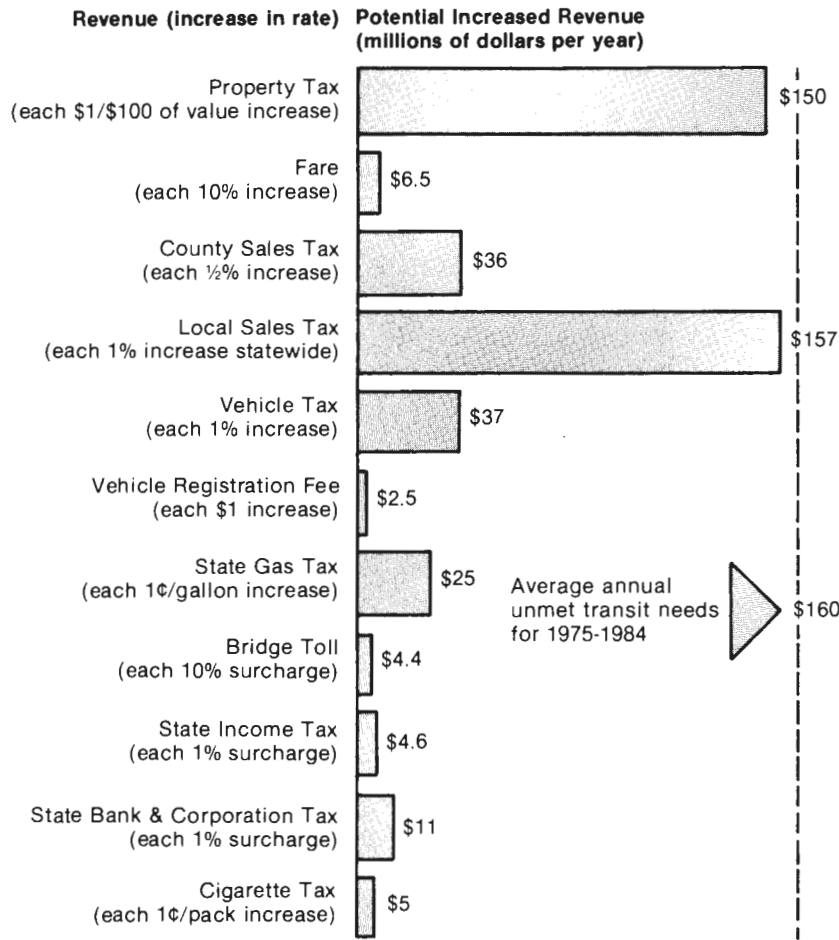 Revenue (increase in rate) Potential Increased Revenue
(millions of dollars per year)
Property Tax
(each $1/$100 of value increase)
$150
Fare
(each 10% increase)
$6.5
County Sales Tax
(each ½% increase)
$36
Local Sales Tax
(each 1% increase statewide)
$157
Vehicle Tax
(each 1% increase)
$37
Vehicle Registration Fee
(each $1 increase)
$2.5
State Gas Tax
(each 1¢/gallon increase)
$25
Average annual
unmet transit needs
for 1975-1984
$160
Bridge Toll
(each 10% surcharge)
$4.4
State Income Tax
(each 1% surcharge)
$4.6
State Bank & Corporation Tax
(each 1% surcharge)
$11
Cigarette Tax
(each 1¢/pack increase)
$5